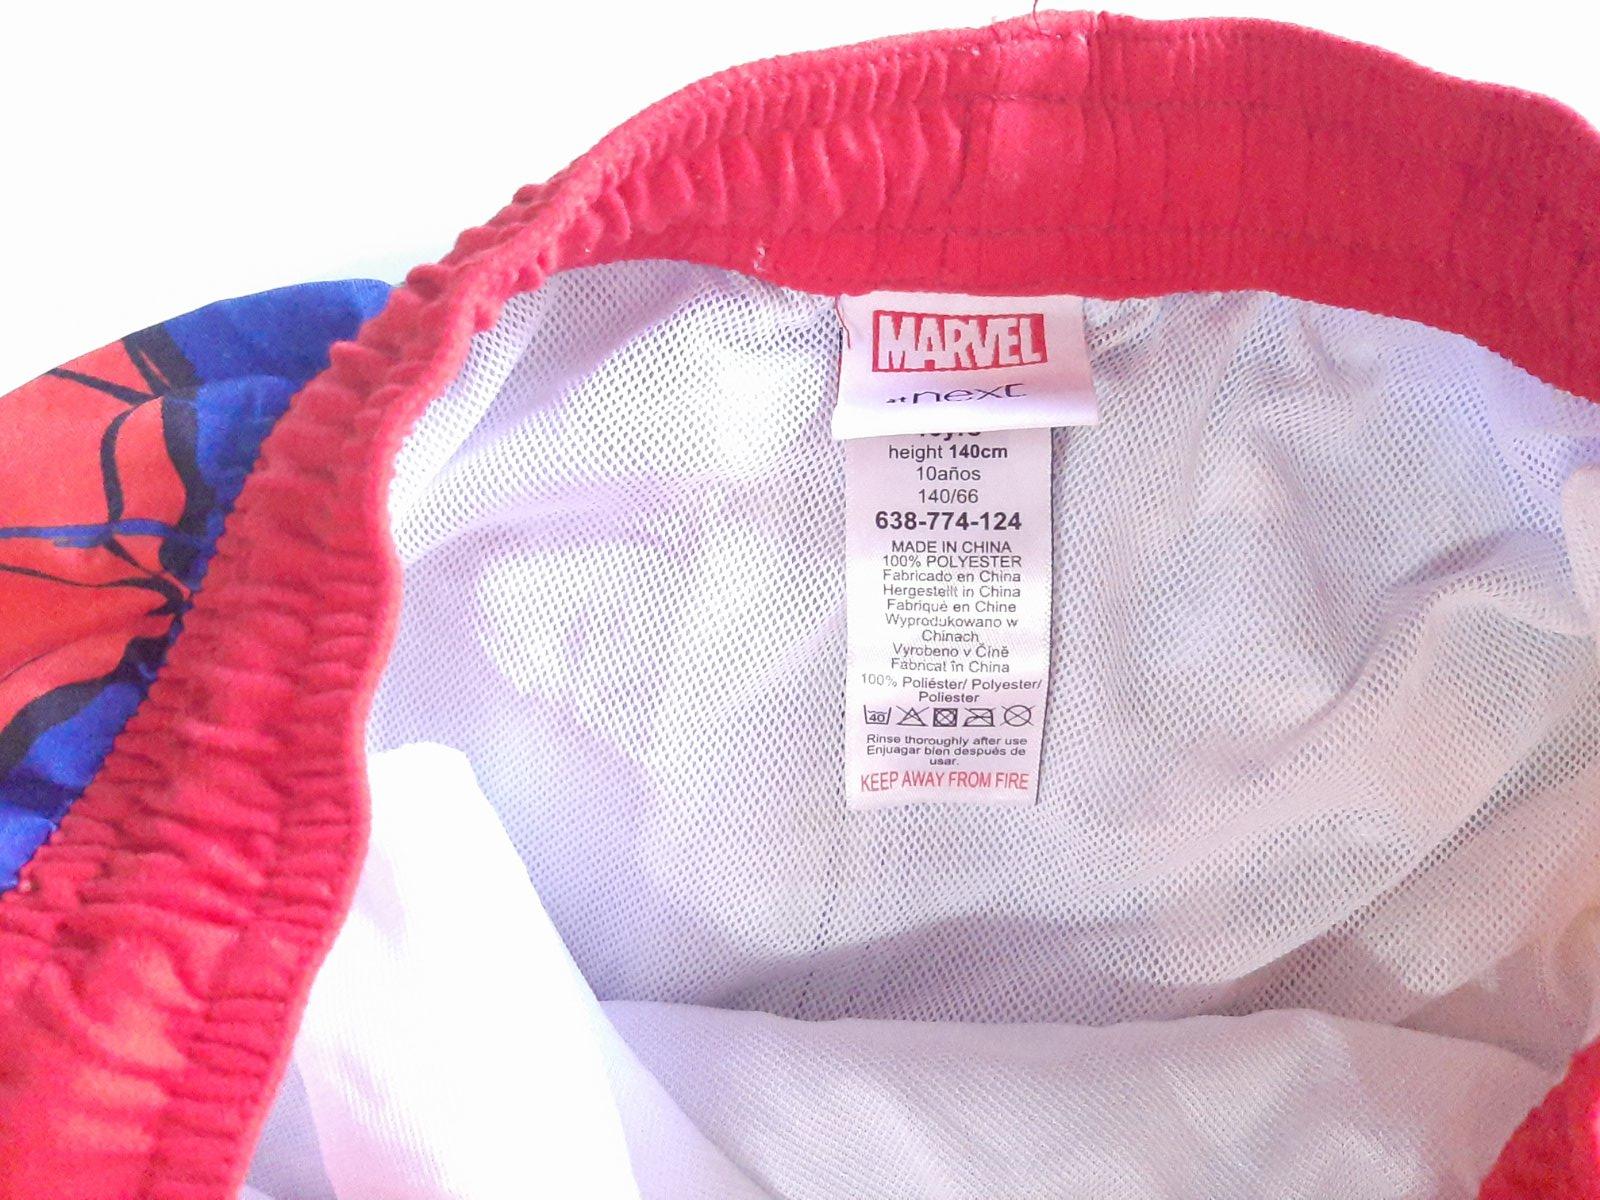 MARVEL
at next
height 140cm
10años
140/66
638-774-124
MADE IN CHINA
100% POLYESTER
Fabricado en China
Hergestellt in China
Fabriqué en Chine
Wyprodukowano w
Chinach
Vyrobeno v Číně
Fabricat în China
100% Poliéster/ Polyester/
Poliester
40
Rinse thoroughly after use
Enjuagar bien después de
usar.
KEEP AWAY FROM FIRE